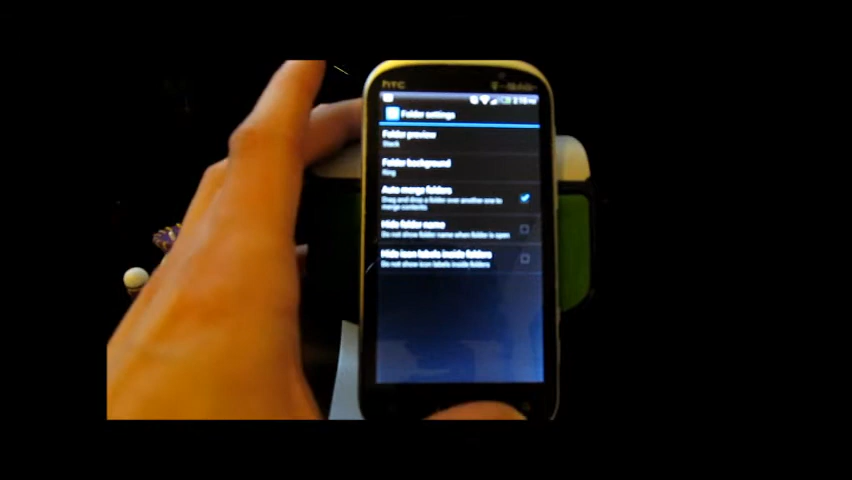 hTC T-Mobile
Folder settings
Folder preview
Stack
Folder background
Ring
Auto merge folders
Drag and drop a folder over another one to
merge contents
Hide folder name
Do not show folder name when folder is open
Hide icon labels inside folders
Do not show icon labels inside folders